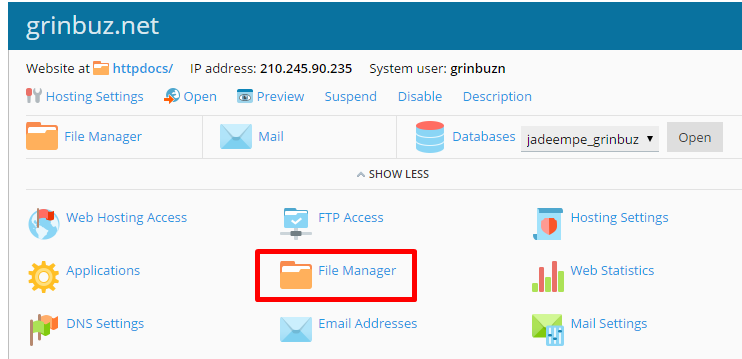 grinbuz.net
Website at httpdocs/ IP address: 210.245.90.235 System user: grinbuzn
Hosting Settings Open Preview Suspend Disable Description
File Manager Mail Databases jadeempe_grinbuz Open
SHOW LESS
Web Hosting Access FTP Access Hosting Settings
Applications File Manager Web Statistics
DNS Settings Email Addresses Mail Settings